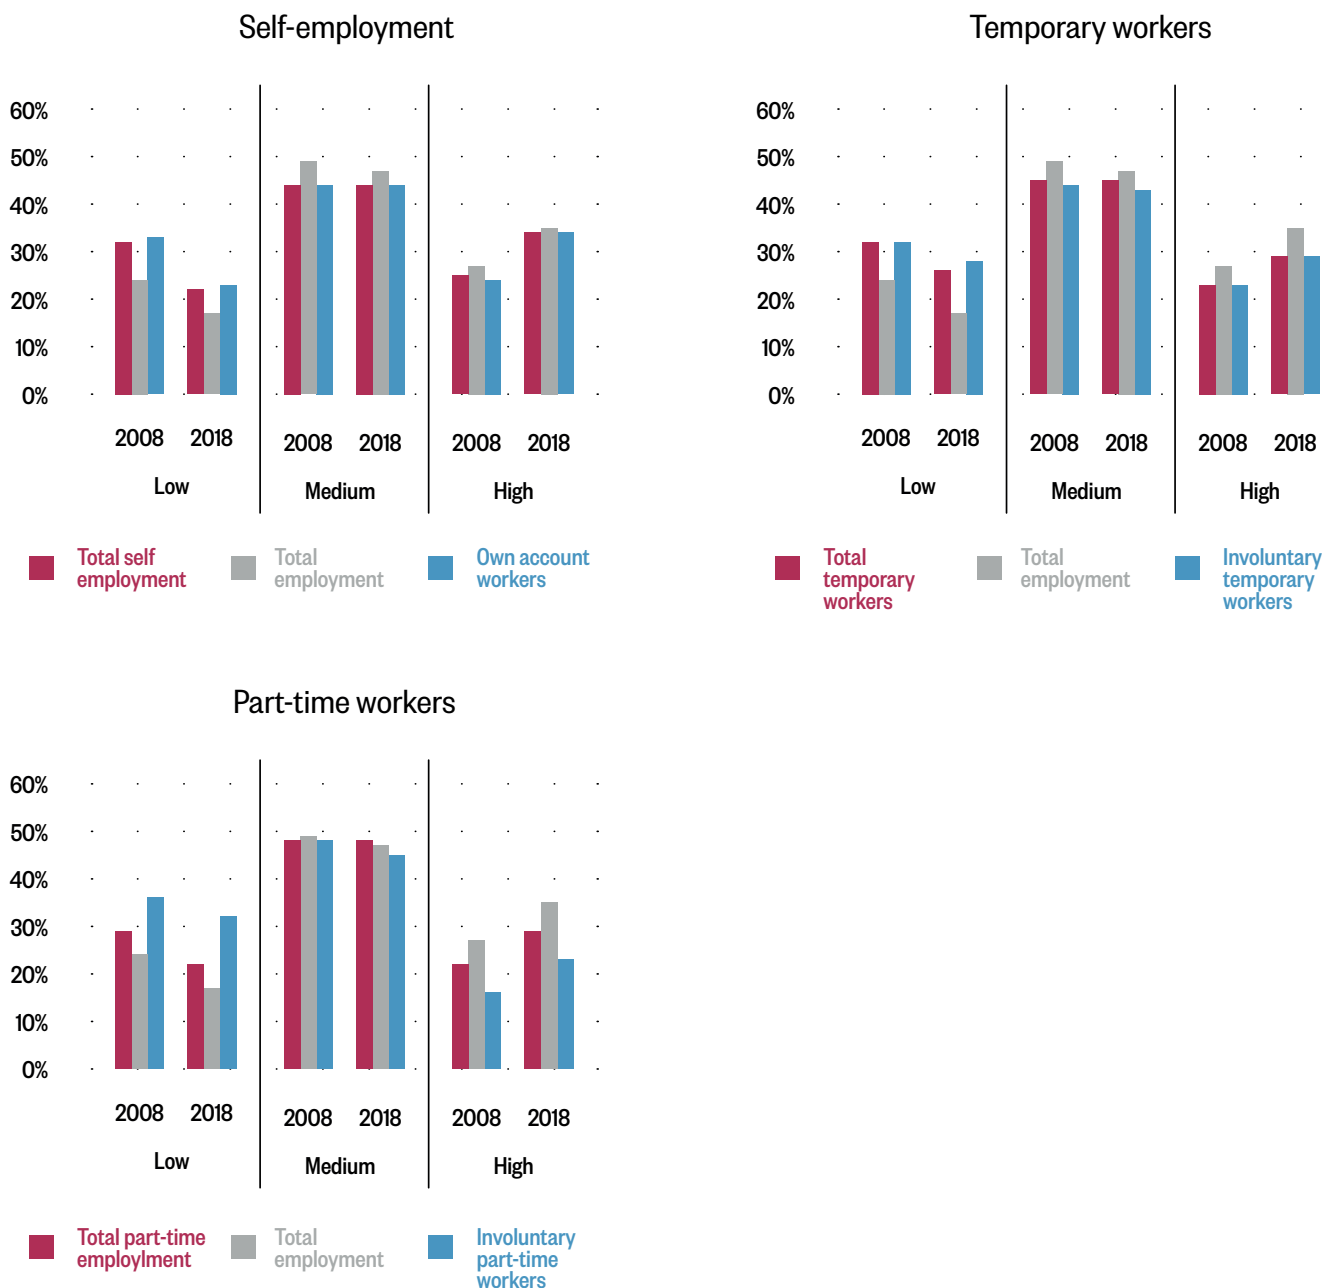 Self-employment
60%
50%
40%
30%
20%
10%
0%
2008 2018 2008 2018 2008 2018
Low Medium High
Total self
employment
Total
employment
Own account
workers
Temporary workers
60%
50%
40%
30%
20%
10%
0%
2008 2018 2008 2018 2008 2018
Low Medium High
Total
temporary
workers
Total
employment
Involuntary
temporary
workers
Part-time workers
60%
50%
40%
30%
20%
10%
0%
2008 2018 2008 2018 2008 2018
Low Medium High
Total part-time
employlment
Total
employment
Involuntary
part-time
workers